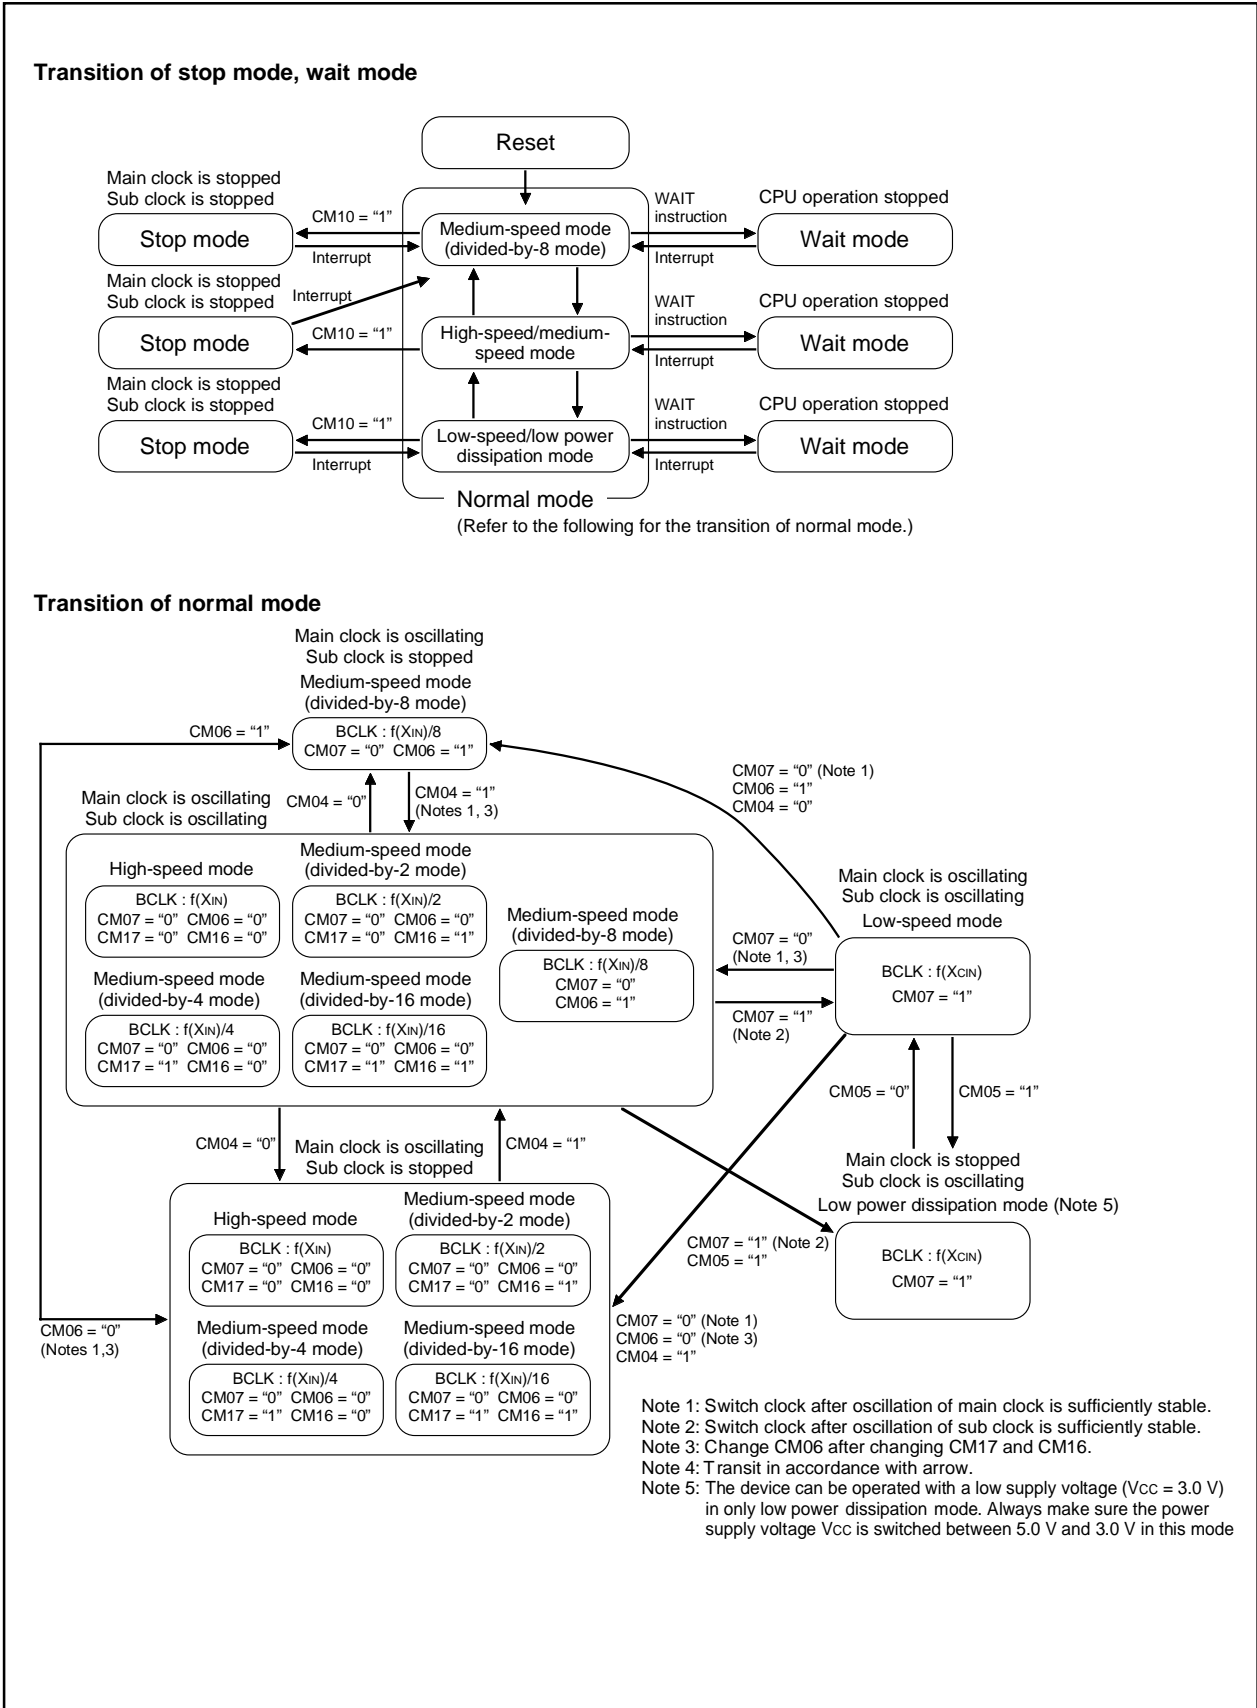 Transition of stop mode, wait mode
Reset
Main clock is stopped
Sub clock is stopped
Stop mode
CM10 = “1”
Interrupt
Medium-speed mode
(divided-by-8 mode)
WAIT
instruction
Interrupt
CPU operation stopped
Wait mode
Main clock is stopped
Sub clock is stopped
Interrupt
Stop mode
CM10 = “1”
High-speed/medium-
speed mode
WAIT
instruction
Interrupt
CPU operation stopped
Wait mode
Main clock is stopped
Sub clock is stopped
Stop mode
CM10 = “1”
Interrupt
Low-speed/low power
dissipation mode
WAIT
instruction
Interrupt
CPU operation stopped
Wait mode
Normal mode
(Refer to the following for the transition of normal mode.)
Transition of normal mode
Main clock is oscillating
Sub clock is stopped
Medium-speed mode
(divided-by-8 mode)
CM06 = “1”
BCLK : f(XIN)/8
CM07 = “0” CM06 = “1”
CM07 = “0” (Note 1)
CM06 = “1”
CM04 = “0”
Main clock is oscillating
Sub clock is oscillating
CM04 = “0”
CM04 = “1”
(Notes 1, 3)
High-speed mode
BCLK : f(XIN)
CM07 = “0” CM06 = “0”
CM17 = “0” CM16 = “0”
Medium-speed mode
(divided-by-2 mode)
BCLK : f(XIN)/2
CM07 = “0” CM06 = “0”
CM17 = “0” CM16 = “1”
Medium-speed mode
(divided-by-8 mode)
BCLK : f(XIN)/8
CM07 = “0”
CM06 = “1”
Medium-speed mode
(divided-by-4 mode)
BCLK : f(XIN)/4
CM07 = “0” CM06 = “0”
CM17 = “1” CM16 = “0”
Medium-speed mode
(divided-by-16 mode)
BCLK : f(XIN)/16
CM07 = “0” CM06 = “0”
CM17 = “1” CM16 = “1”
CM07 = “0”
(Note 1, 3)
CM07 = “1”
(Note 2)
Main clock is oscillating
Sub clock is oscillating
Low-speed mode
BCLK : f(XCIN)
CM07 = “1”
CM05 = “0”
CM05 = “1”
CM04 = “0”
Main clock is oscillating
Sub clock is stopped
CM04 = “1”
Main clock is stopped
Sub clock is oscillating
Low power dissipation mode (Note 5)
BCLK : f(XCIN)
CM07 = “1”
CM07 = “1” (Note 2)
CM05 = “1”
High-speed mode
BCLK : f(XIN)
CM07 = “0” CM06 = “0”
CM17 = “0” CM16 = “0”
Medium-speed mode
(divided-by-2 mode)
BCLK : f(XIN)/2
CM07 = “0” CM06 = “0”
CM17 = “0” CM16 = “1”
CM06 = “0”
(Notes 1,3)
Medium-speed mode
(divided-by-4 mode)
BCLK : f(XIN)/4
CM07 = “0” CM06 = “0”
CM17 = “1” CM16 = “0”
Medium-speed mode
(divided-by-16 mode)
BCLK : f(XIN)/16
CM07 = “0” CM06 = “0”
CM17 = “1” CM16 = “1”
CM07 = “0” (Note 1)
CM06 = “0” (Note 3)
CM04 = “1”
Note 1: Switch clock after oscillation of main clock is sufficiently stable.
Note 2: Switch clock after oscillation of sub clock is sufficiently stable.
Note 3: Change CM06 after changing CM17 and CM16.
Note 4: Transit in accordance with arrow.
Note 5: The device can be operated with a low supply voltage (VCC = 3.0 V)
in only low power dissipation mode. Always make sure the power
supply voltage VCC is switched between 5.0 V and 3.0 V in this mode